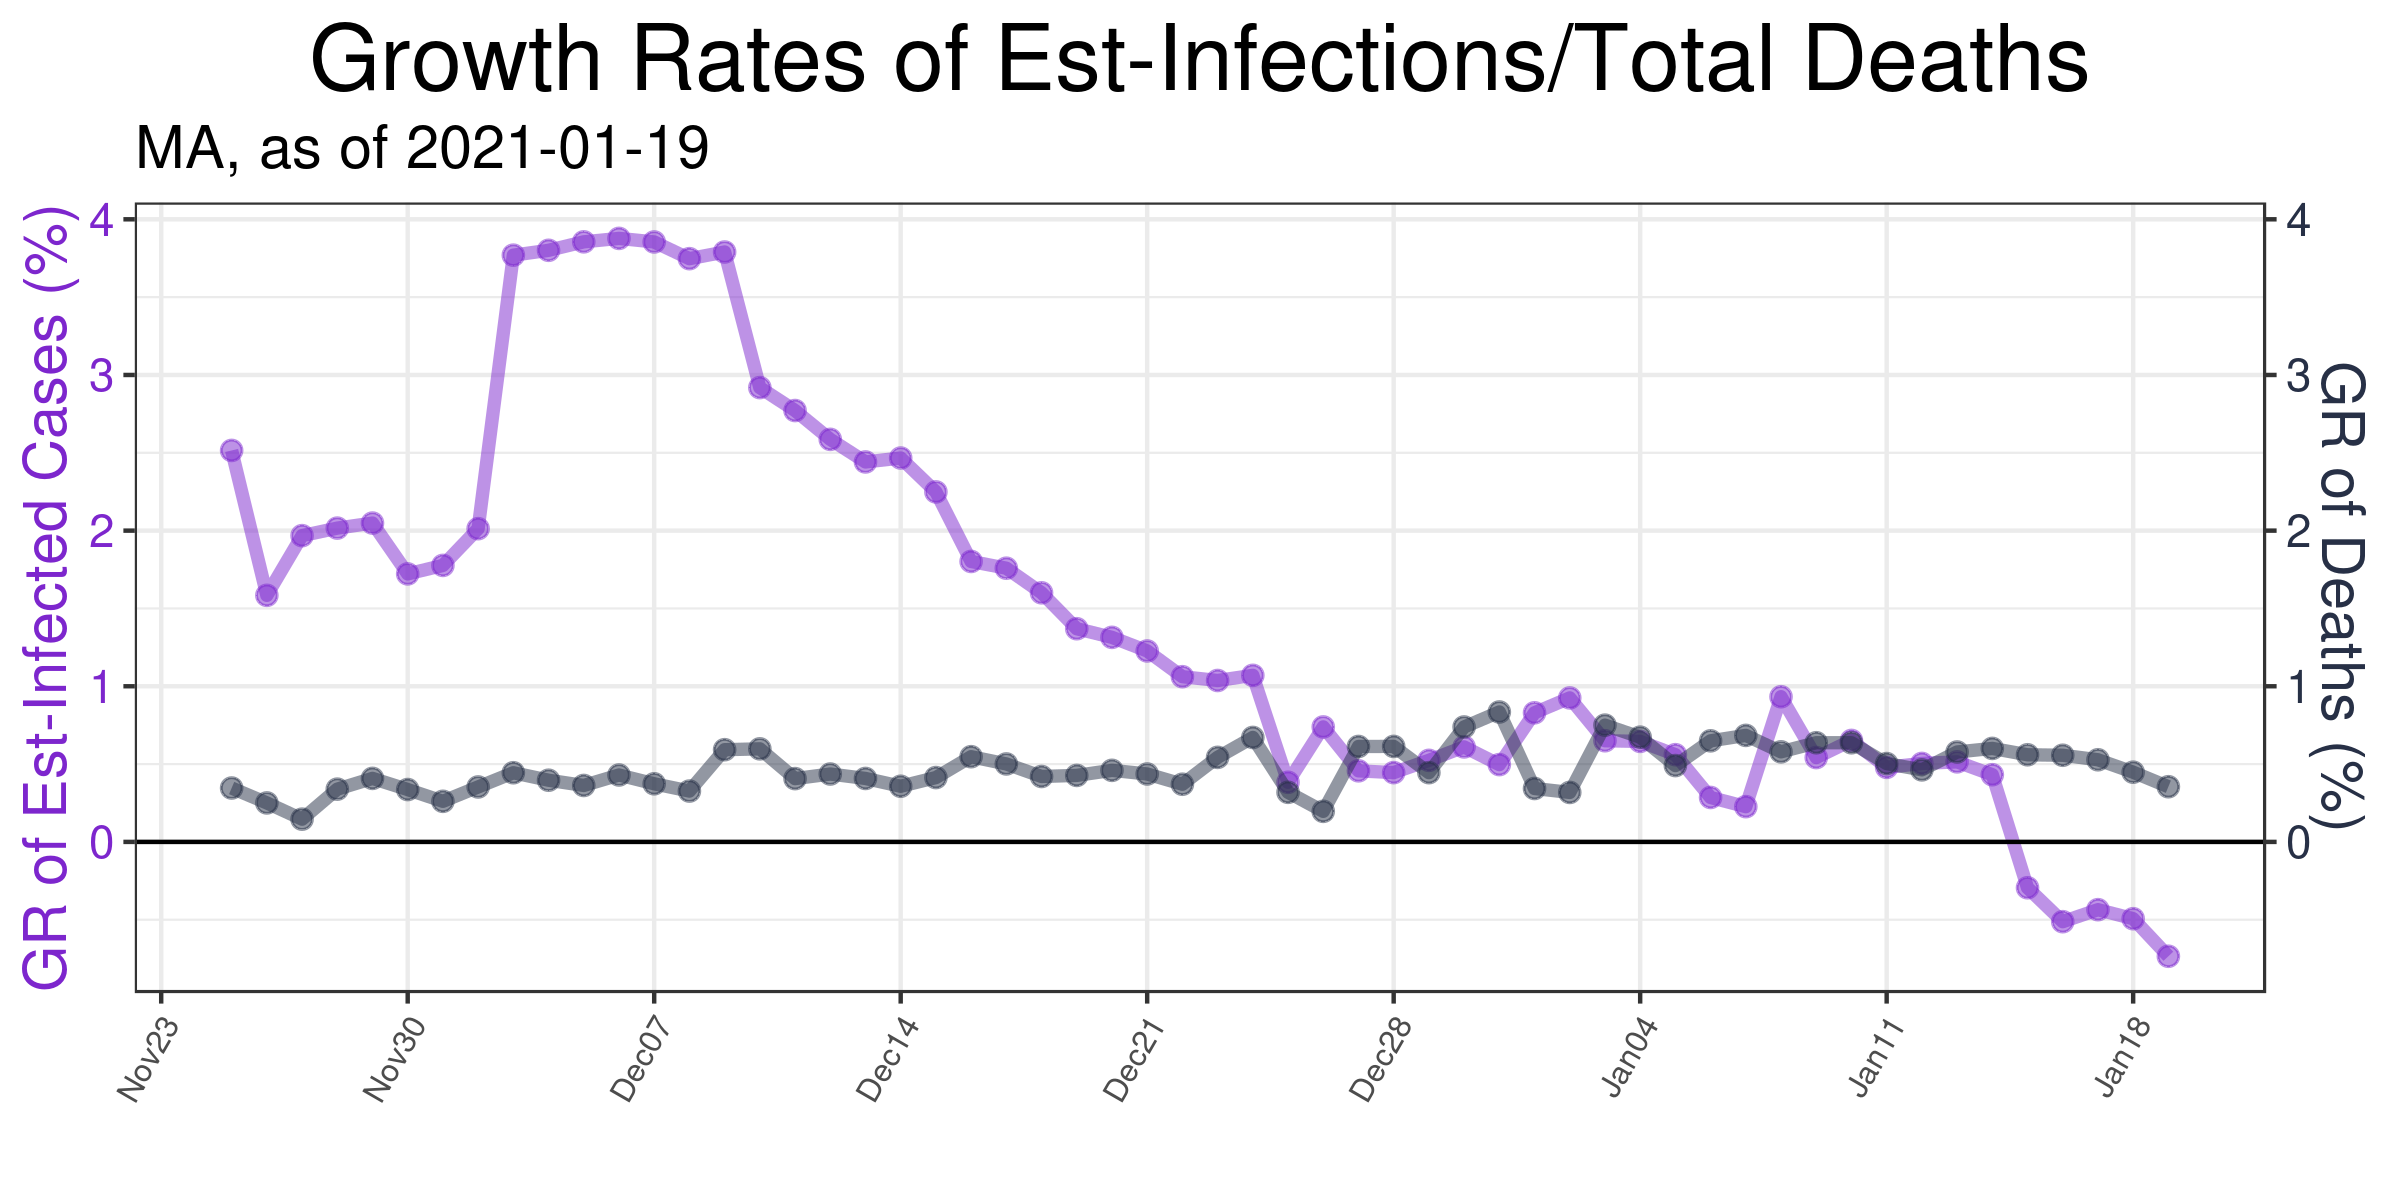 Growth Rates of Est-Infections/Total Deaths
MA, as of 2021-01-19
GR of Est-Infected Cases (%)
4
3
2
1
0
4
3
2
1
0
GR of Deaths (%)
Nov23
Nov30
Dec07
Dec14
Dec21
Dec28
Jan04
Jan11
Jan18